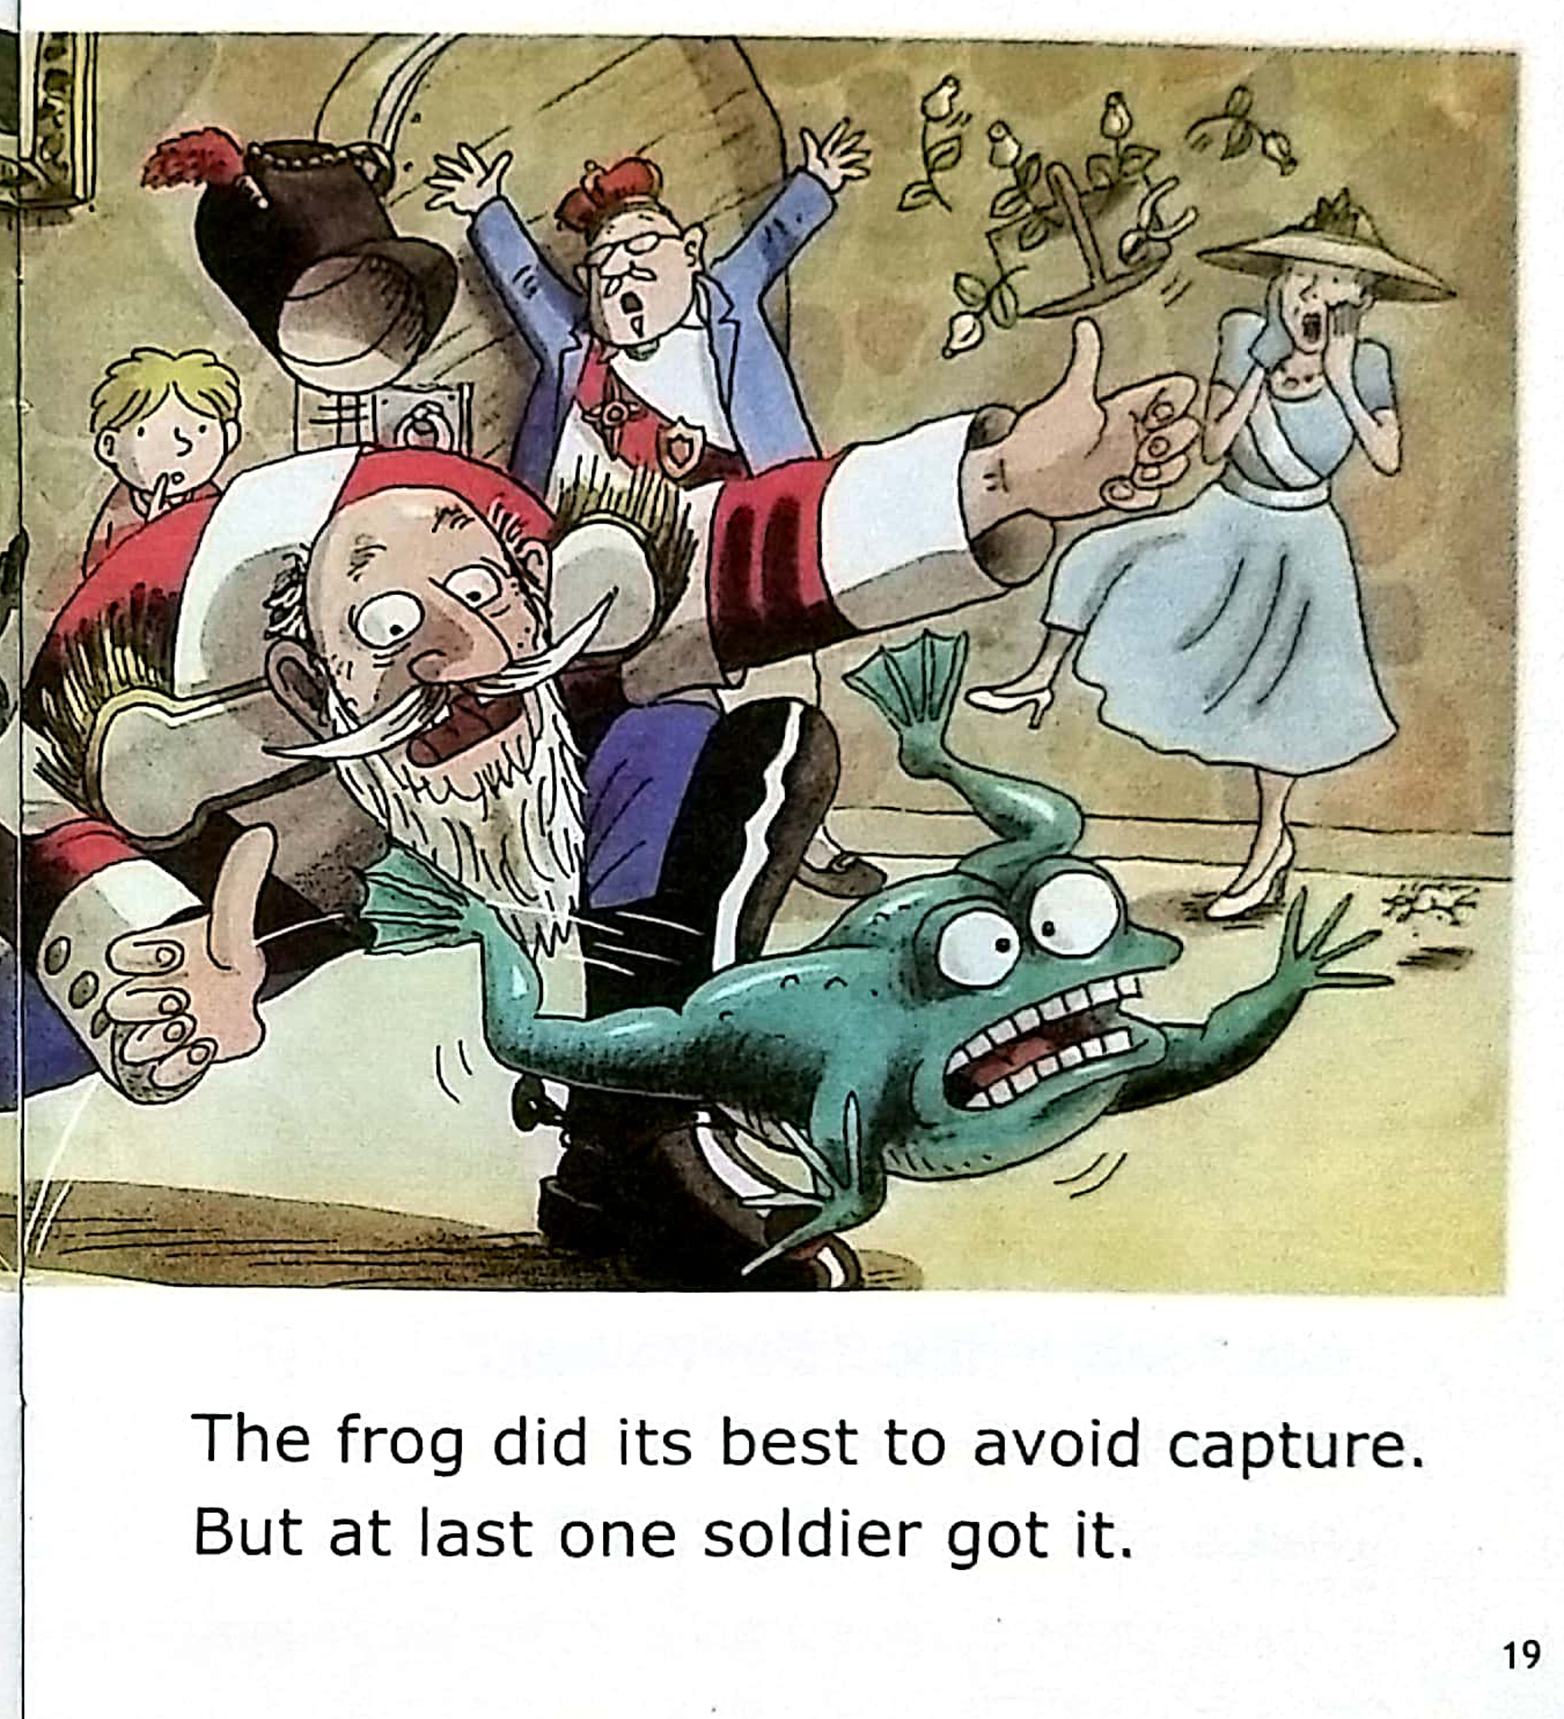 The frog did its best to avoid capture.
But at last one soldier got it.
19